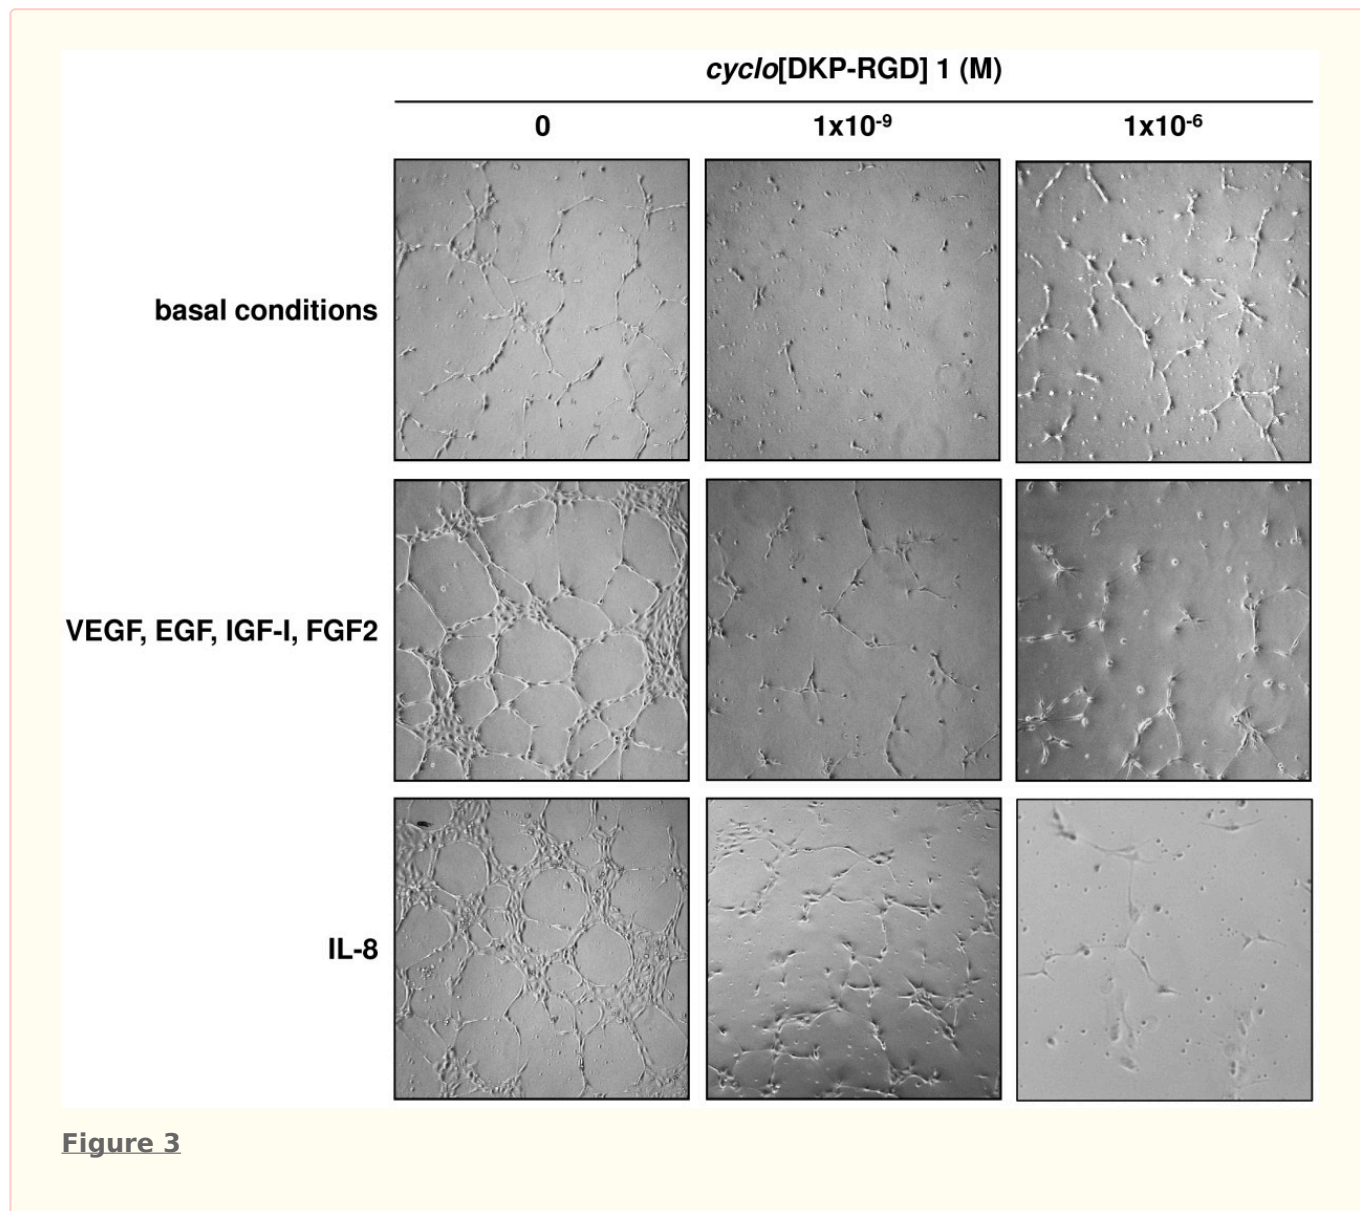 cyclo[DKP-RGD] 1 (M)
0 1x10⁻⁹ 1x10⁻⁶
basal conditions
VEGF, EGF, IGF-I, FGF2
IL-8
Figure 3